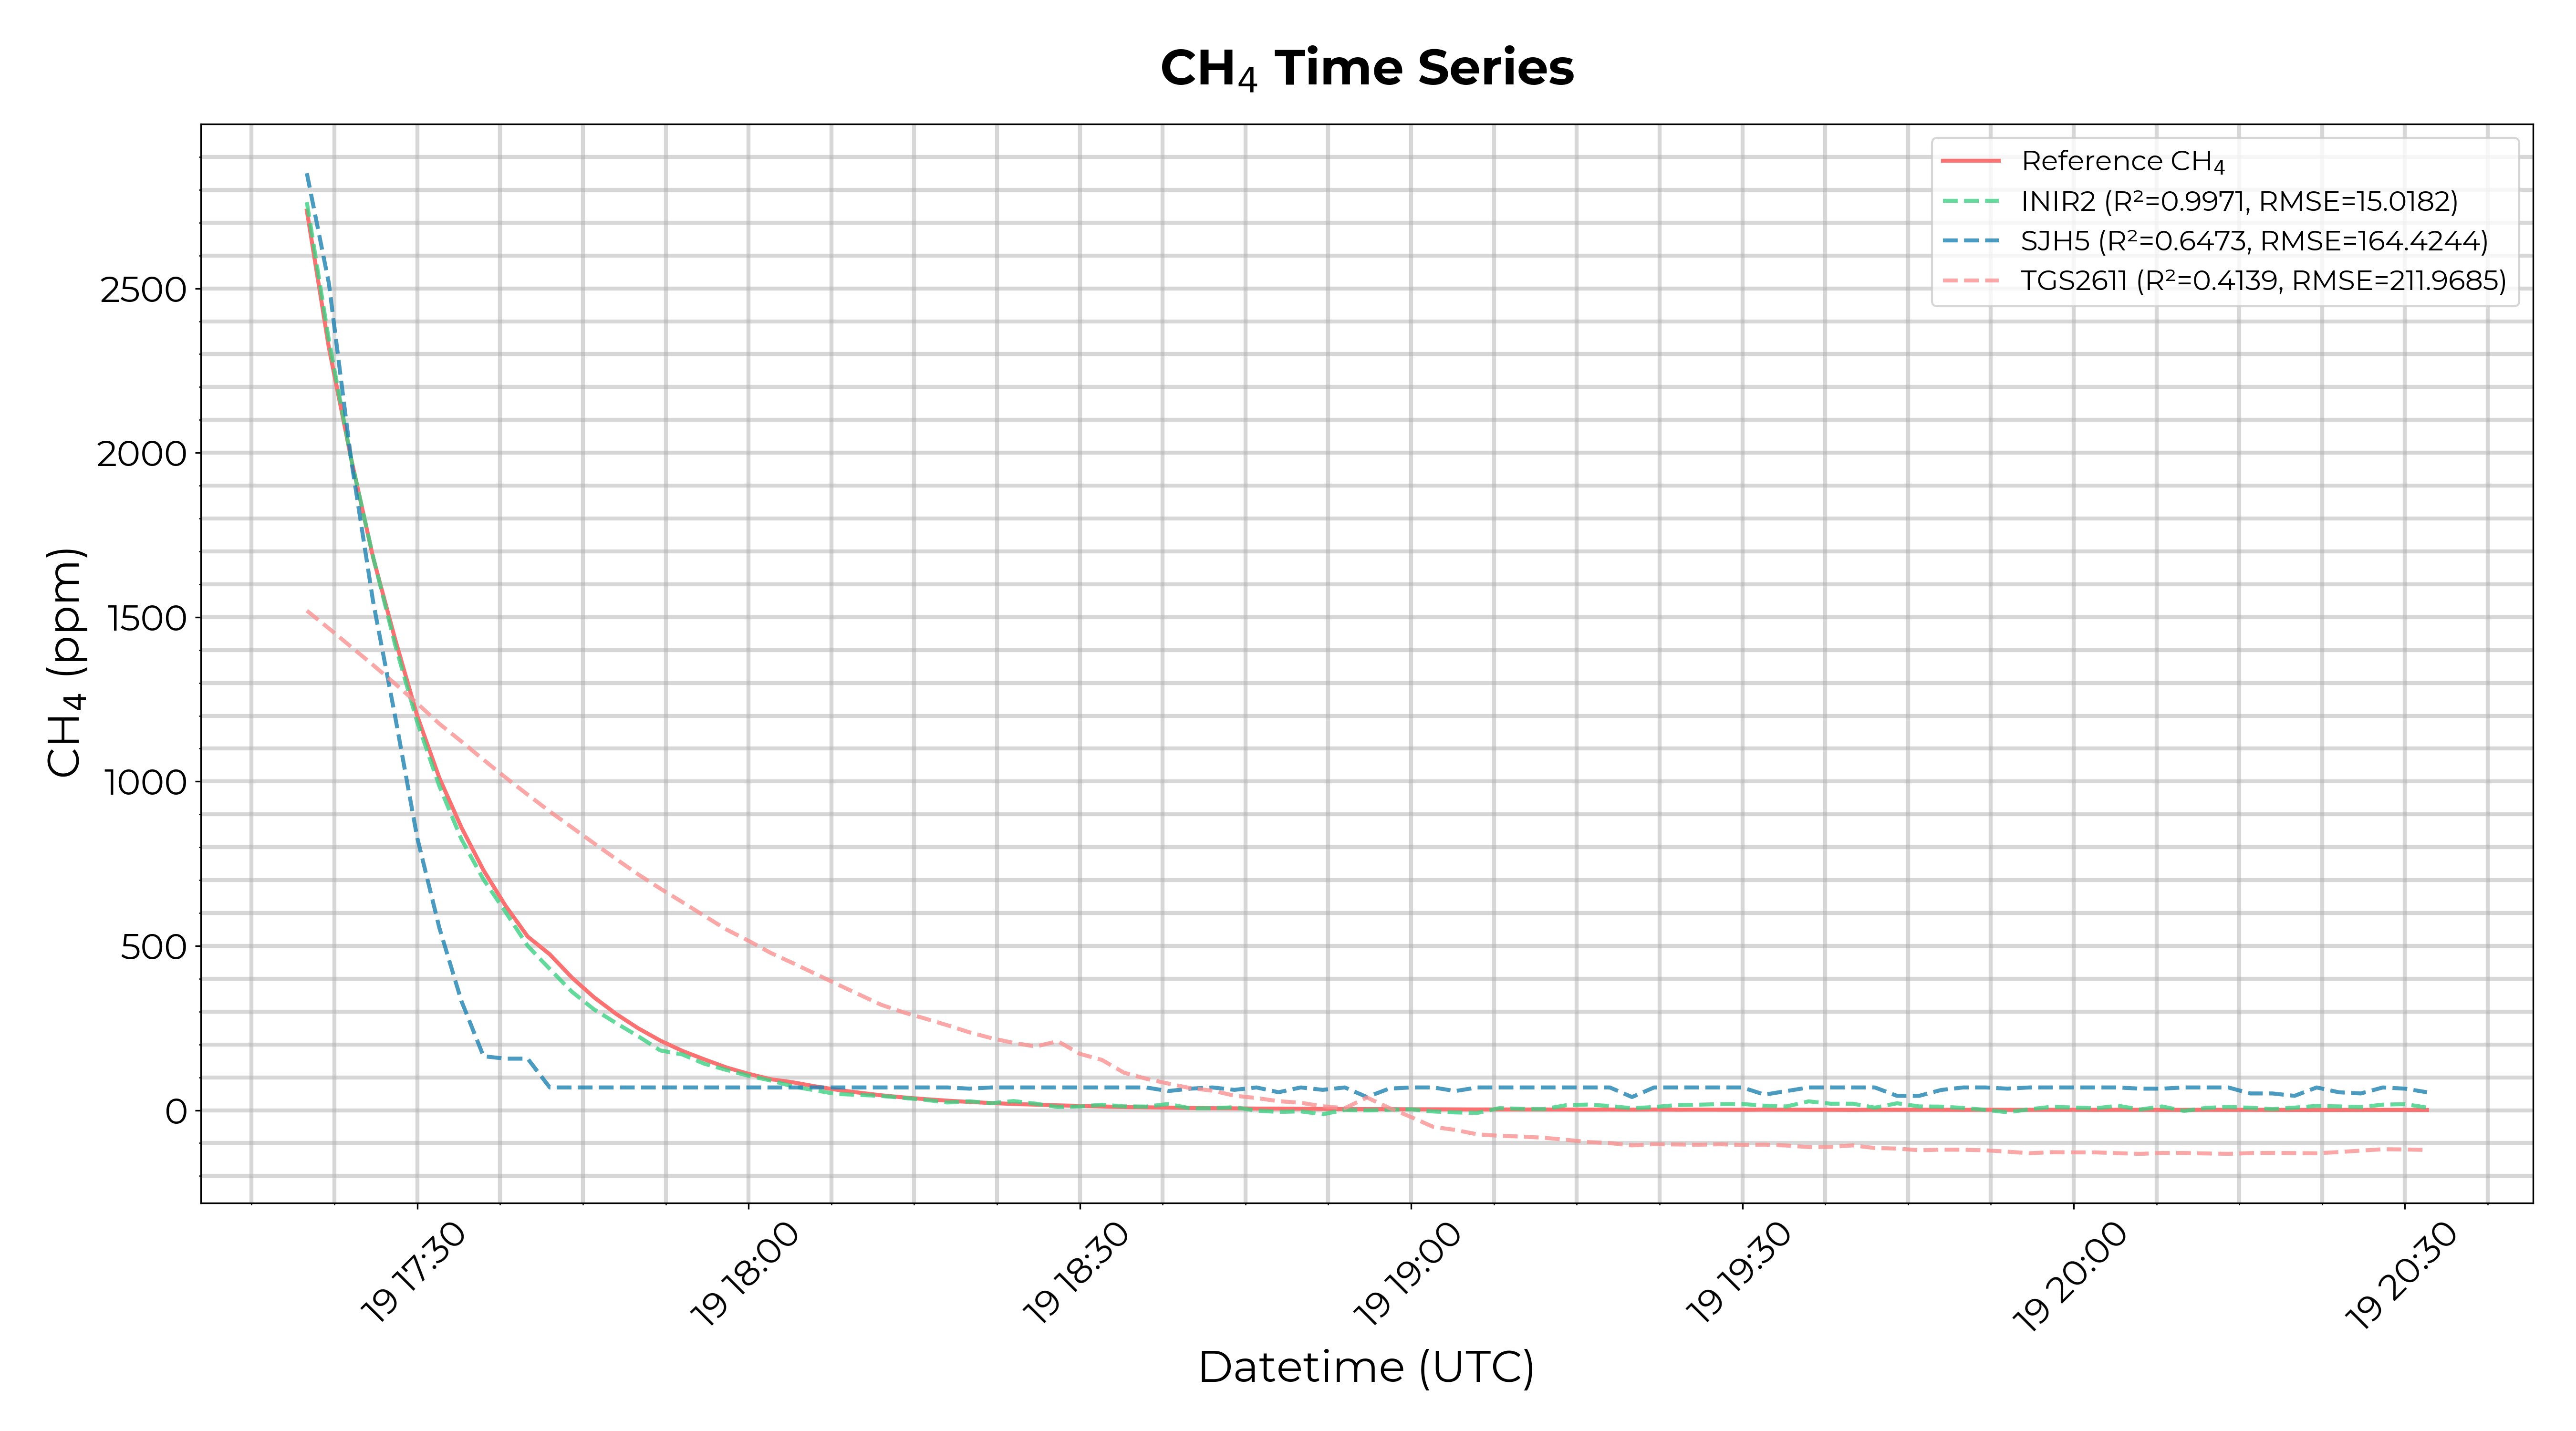 CH₄ Time Series
Reference CH₄
INIR2 (R²=0.9971, RMSE=15.0182)
SJH5 (R²=0.6473, RMSE=164.4244)
TGS2611 (R²=0.4139, RMSE=211.9685)
CH₄ (ppm)
2500
2000
1500
1000
500
0
19 17:30
19 18:00
19 18:30
19 19:00
19 19:30
19 20:00
19 20:30
Datetime (UTC)